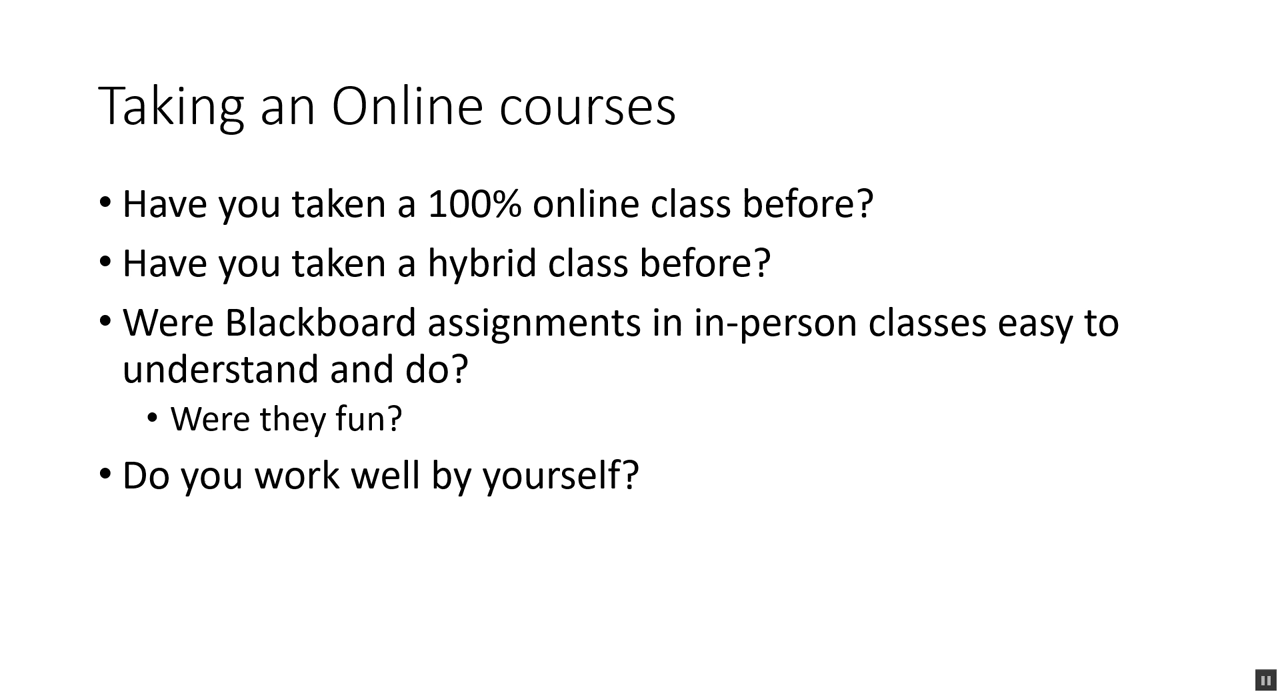 Taking an Online courses
• Have you taken a 100% online class before?
• Have you taken a hybrid class before?
• Were Blackboard assignments in in-person classes easy to
understand and do?
• Were they fun?
• Do you work well by yourself?